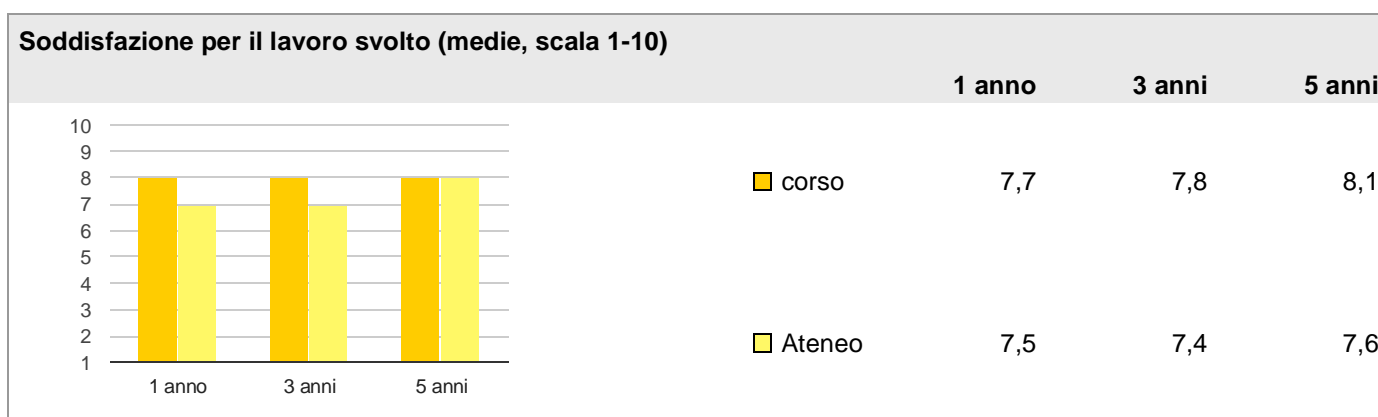 Soddisfazione per il lavoro svolto (medie, scala 1-10)
1 anno 3 anni 5 anni
10
9
8
7
6
5
4
3
2
1
1 anno 3 anni 5 anni
corso 7,7 7,8 8,1
Ateneo 7,5 7,4 7,6